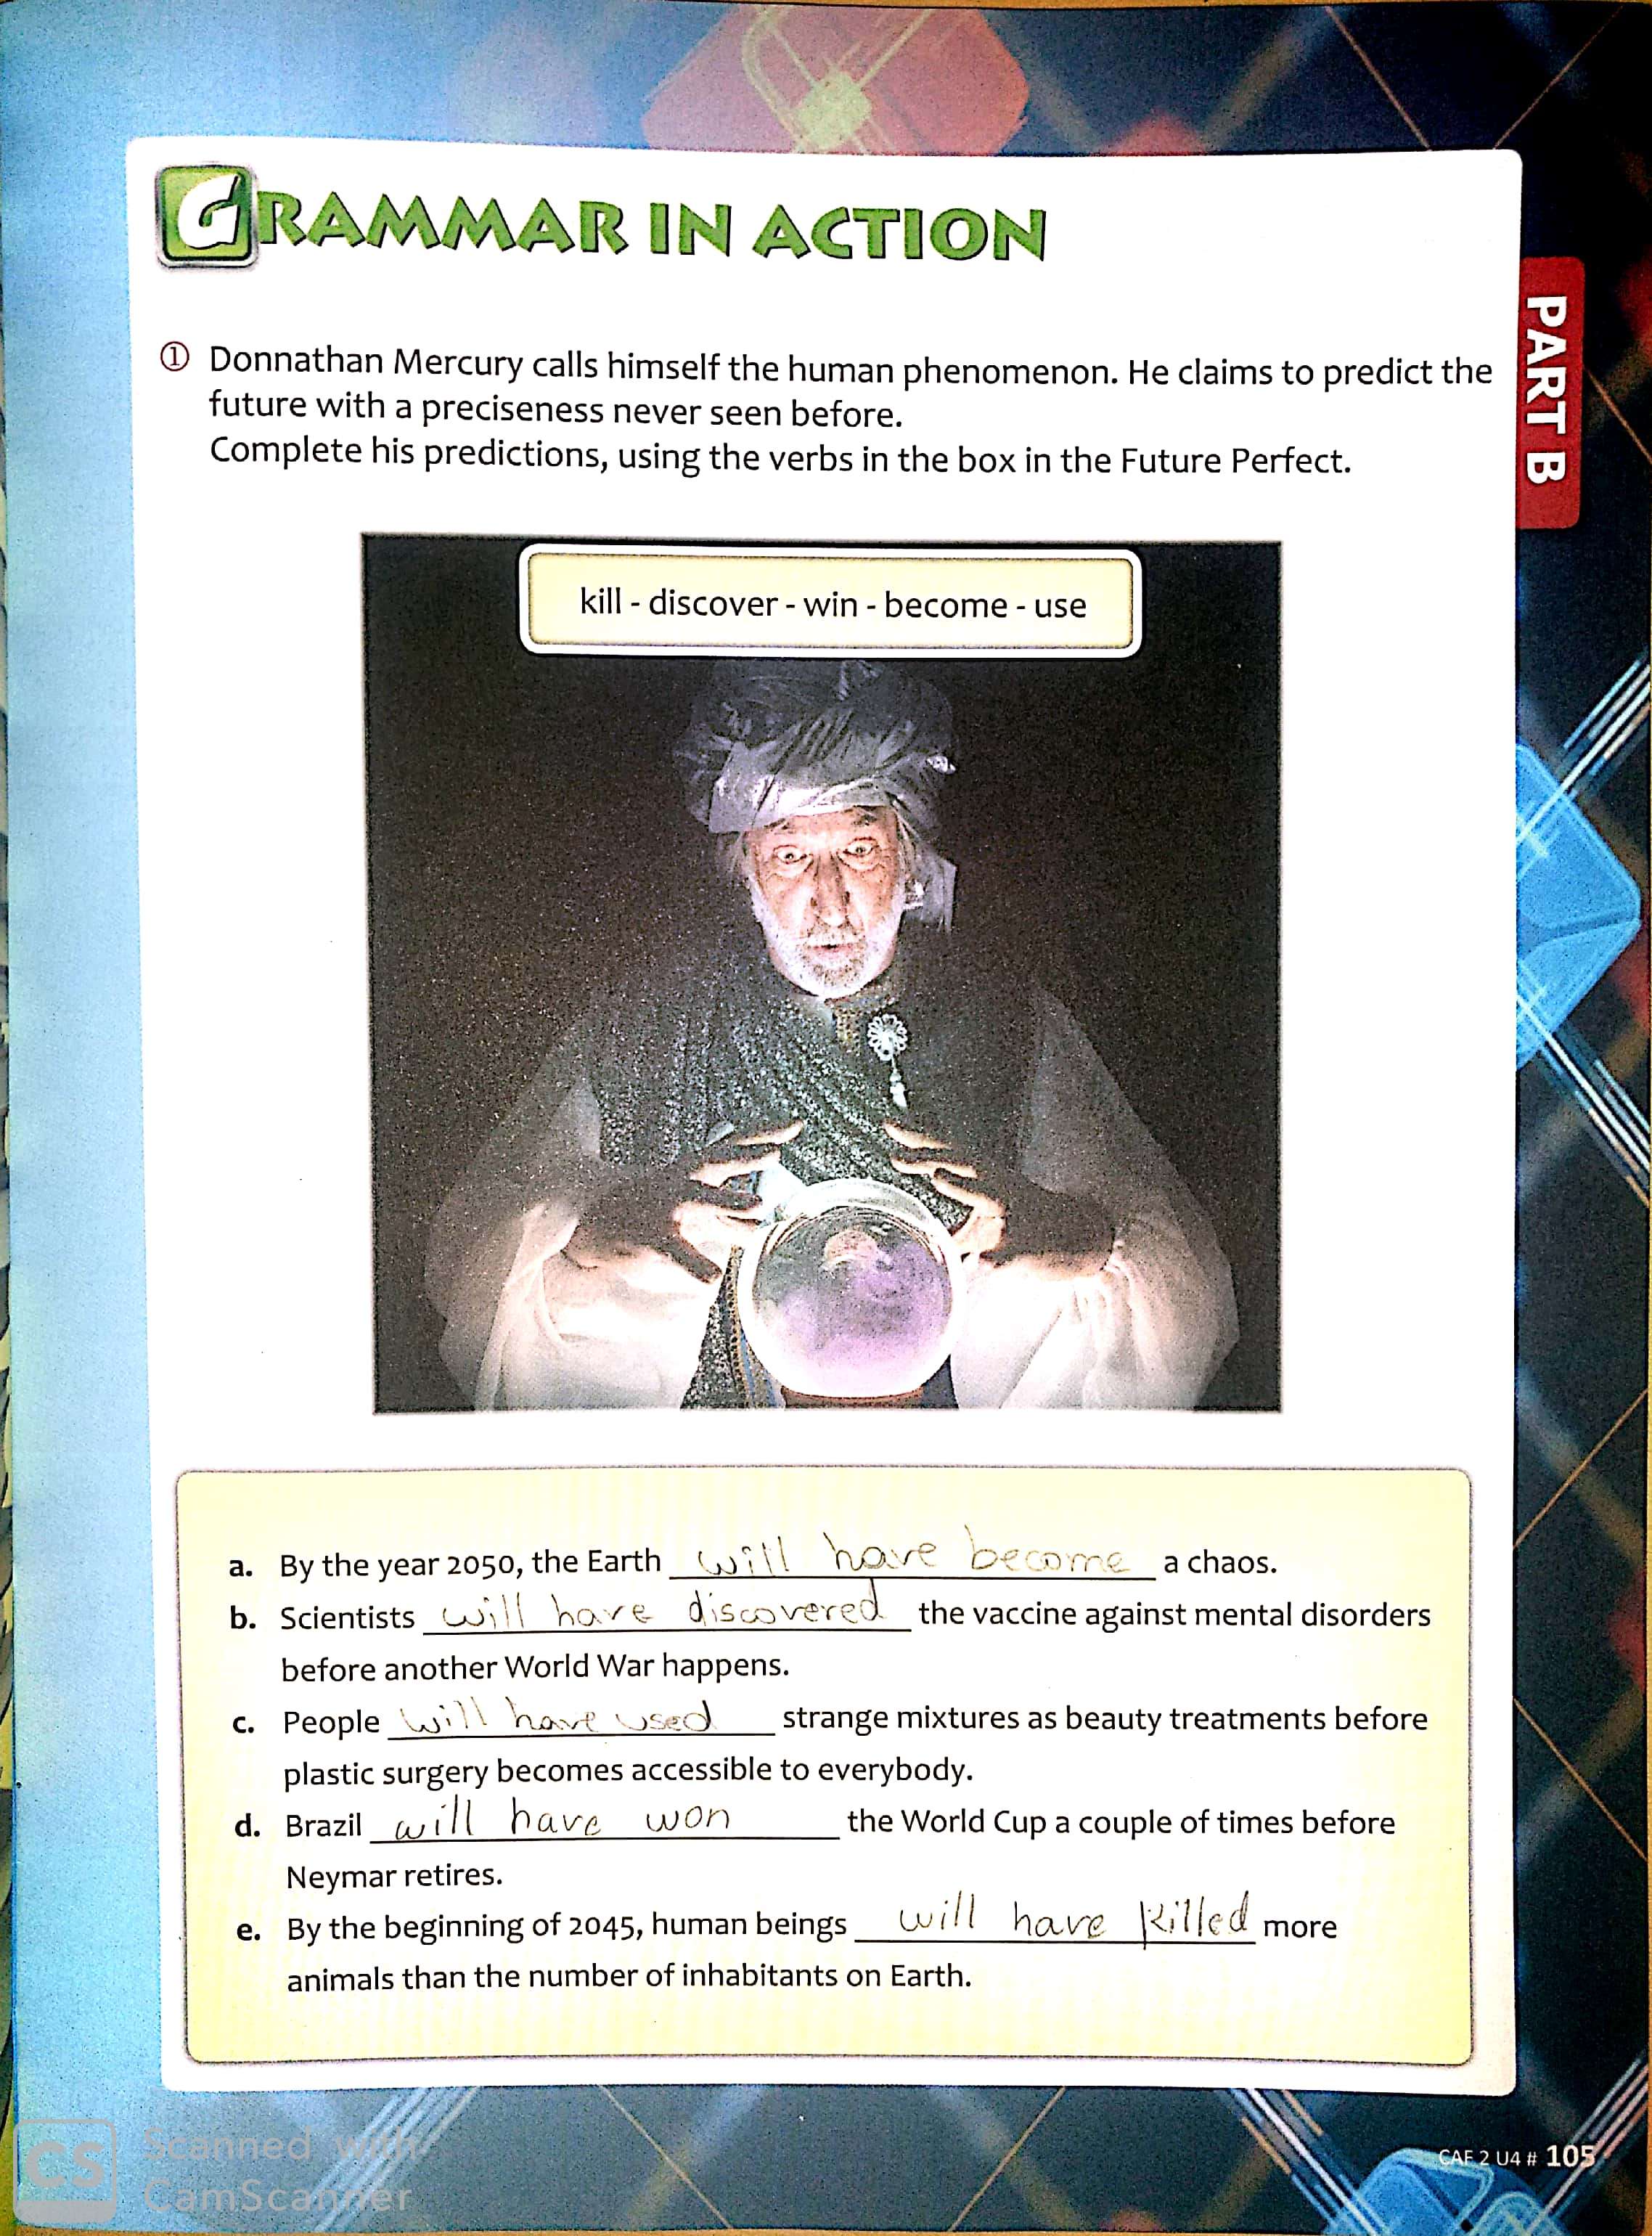 GRAMMAR IN ACTION
PART B
① Donnathan Mercury calls himself the human phenomenon. He claims to predict the
future with a preciseness never seen before.
Complete his predictions, using the verbs in the box in the Future Perfect.
kill - discover - win - become - use
a. By the year 2050, the Earth will have become a chaos.
b. Scientists will have discovered the vaccine against mental disorders
before another World War happens.
c. People will have used strange mixtures as beauty treatments before
plastic surgery becomes accessible to everybody.
d. Brazil will have won the World Cup a couple of times before
Neymar retires.
e. By the beginning of 2045, human beings will have killed more
animals than the number of inhabitants on Earth.
CAF 2 U4 # 105
CS Scanned with
CamScanner